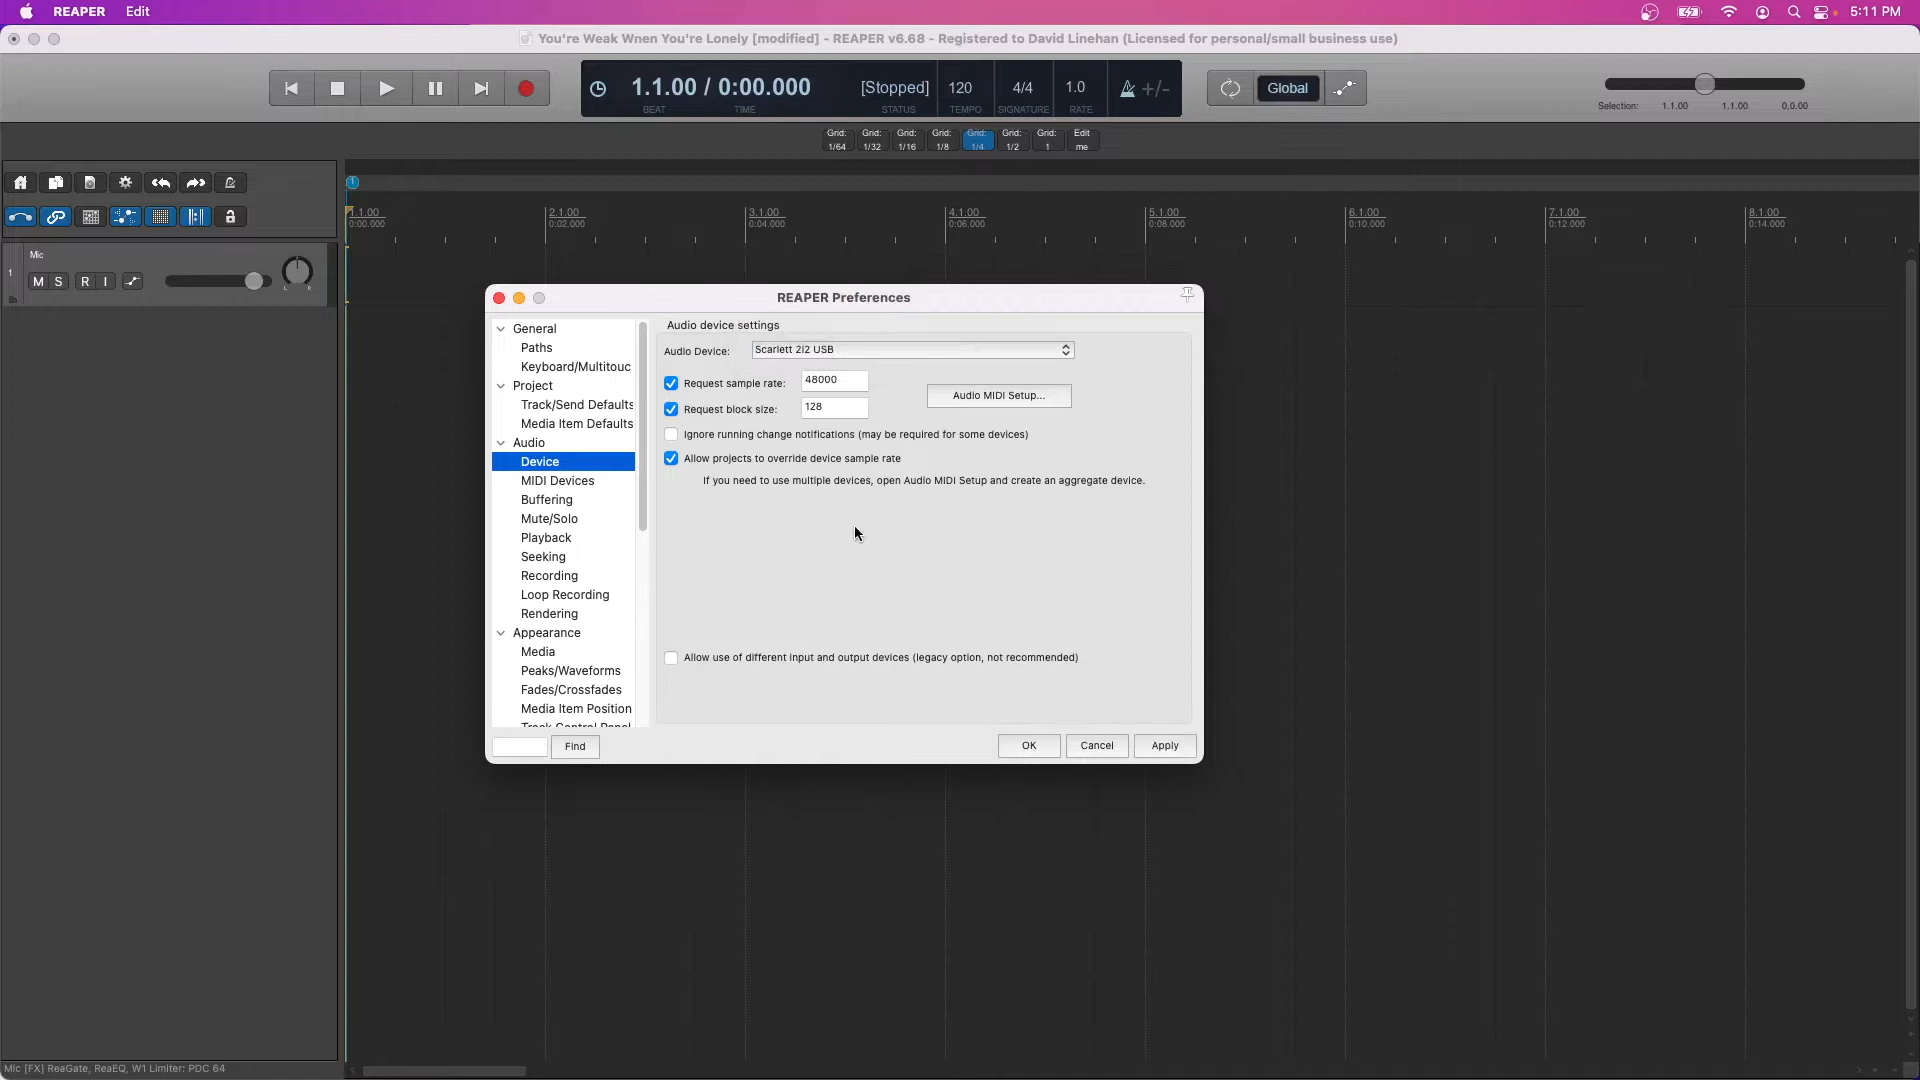 REAPER Edit 5:11 PM
You're Weak Wnen You're Lonely [modified] - REAPER v6.68 - Registered to David Linehan (Licensed for personal/small business use)
1.1.00 / 0:00.000 [Stopped] 120 4/4 1.0 +/- Global
BEAT TIME STATUS TEMPO SIGNATURE RATE
Selection: 1.1.00 1.1.00 0.0.00
Grid: Grid: Grid: Grid: Grid: Grid: Grid: Edit
1/64 1/32 1/16 1/8 1/4 1/2 1 me
1
1.1.00 2.1.00 3.1.00 4.1.00 5.1.00 6.1.00 7.1.00 8.1.00
0:00.000 0:02.000 0:04.000 0:06.000 0:08.000 0:10.000 0:12.000 0:14.000
Mic
1
M S R I
L R
REAPER Preferences
General
Paths
Keyboard/Multitouc
Project
Track/Send Defaults
Media Item Defaults
Audio
Device
MIDI Devices
Buffering
Mute/Solo
Playback
Seeking
Recording
Loop Recording
Rendering
Appearance
Media
Peaks/Waveforms
Fades/Crossfades
Media Item Position
Track Control Panel
Find
Audio device settings
Audio Device: Scarlett 2i2 USB
Request sample rate: 48000
Audio MIDI Setup...
Request block size: 128
Ignore running change notifications (may be required for some devices)
Allow projects to override device sample rate
If you need to use multiple devices, open Audio MIDI Setup and create an aggregate device.
Allow use of different input and output devices (legacy option, not recommended)
OK Cancel Apply
Mic [FX] ReaGate, ReaEQ, W1 Limiter: PDC 64